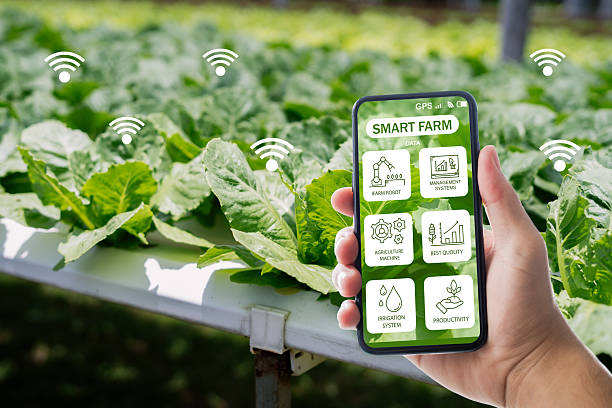 GPS
SMART FARM
DATA
FARM ROBOT
MANAGEMENT
SYSTEMS
AGRICULTURE
MACHINE
BEST QUALITY
IRRIGATION
SYSTEM
PRODUCTIVITY